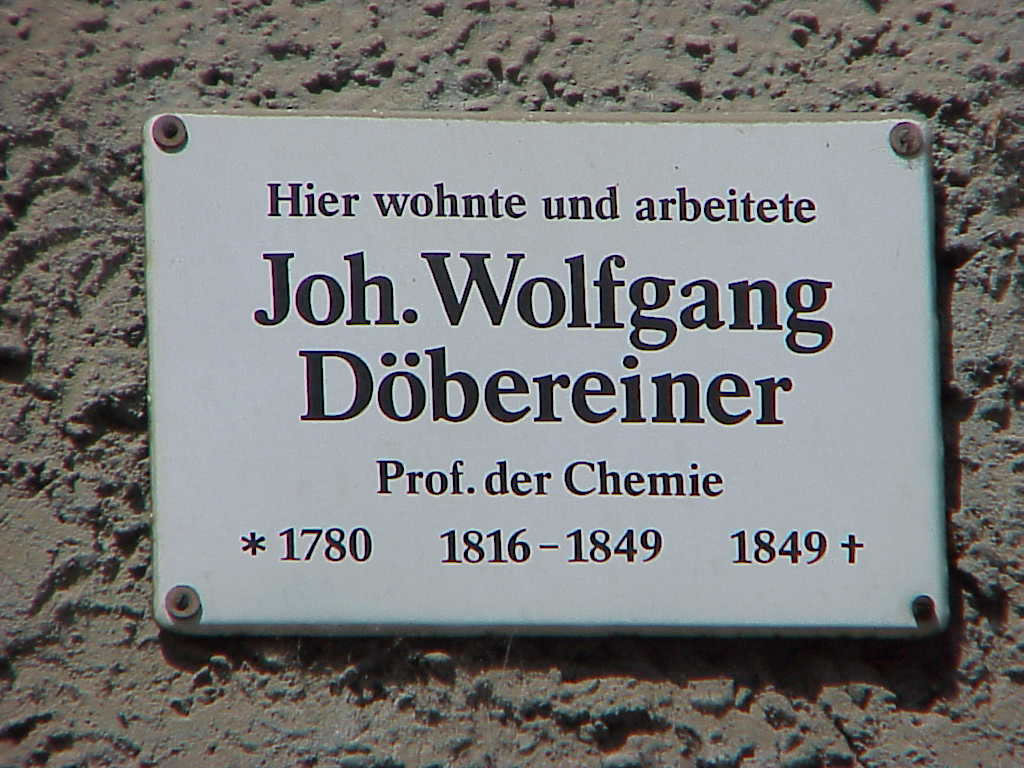 Hier wohnte und arbeitete
Joh. Wolfgang
Döbereiner
Prof. der Chemie
* 1780 1816 – 1849 1849 †